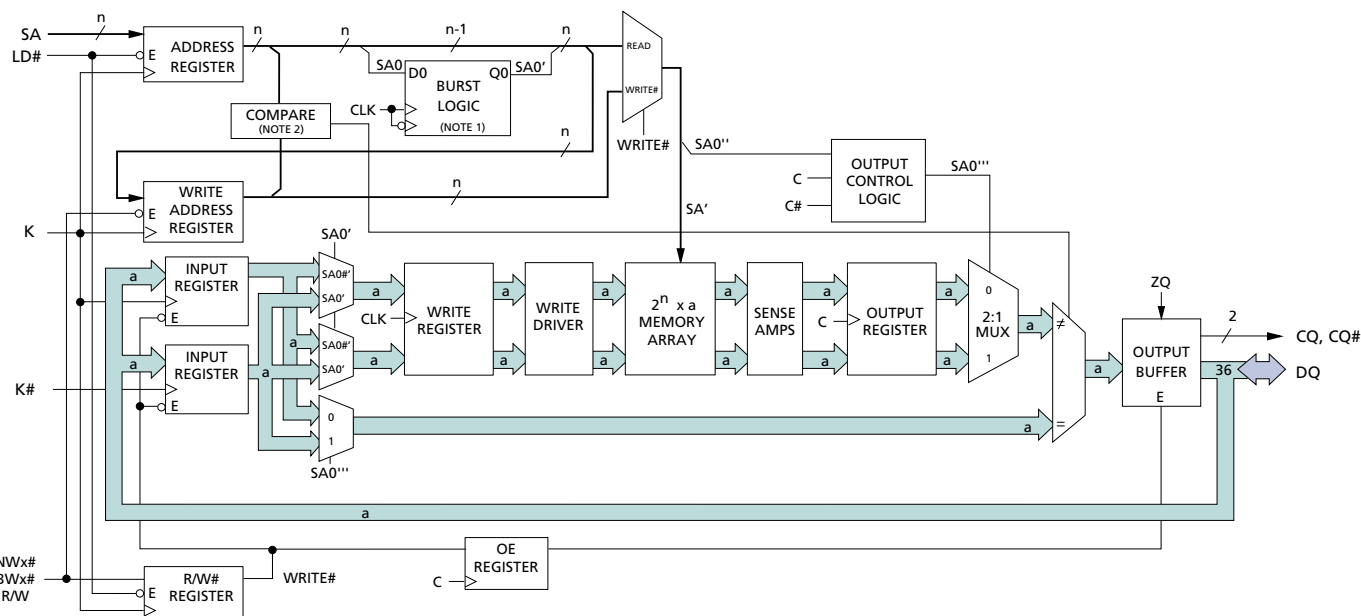 SA
n
LD#
E
ADDRESS
REGISTER
n
n
n-1
n
SA0
D0
Q0
SA0'
BURST
LOGIC
(NOTE 1)
CLK
READ
WRITE#
WRITE#
COMPARE
(NOTE 2)
n
n
SA0''
OUTPUT
CONTROL
LOGIC
C
C#
SA0'''
SA'
WRITE
ADDRESS
REGISTER
E
K
SA0'
a
INPUT
REGISTER
E
SA0#'
SA0'
a
SA0#'
SA0'
a
a
CLK
WRITE
REGISTER
a
a
WRITE
DRIVER
a
a
2n x a
MEMORY
ARRAY
a
a
SENSE
AMPS
a
a
C
OUTPUT
REGISTER
a
a
0
2:1
MUX
1
a
≠
=
a
ZQ
OUTPUT
BUFFER
E
2
CQ, CQ#
36
DQ
a
INPUT
REGISTER
E
a
K#
0
1
SA0'''
a
a
NWx#
BWx#
R/W
R/W#
REGISTER
E
WRITE#
OE
REGISTER
C